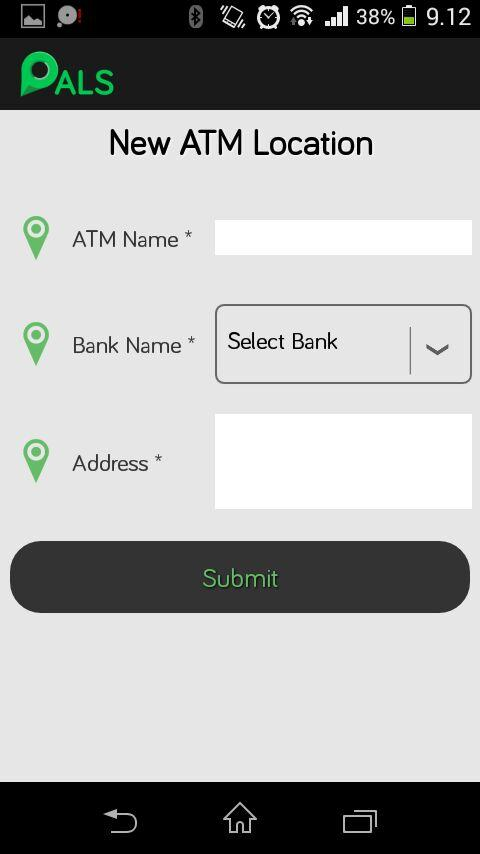 38% 9.12
PALS
New ATM Location
ATM Name *
Bank Name * Select Bank
Address *
Submit